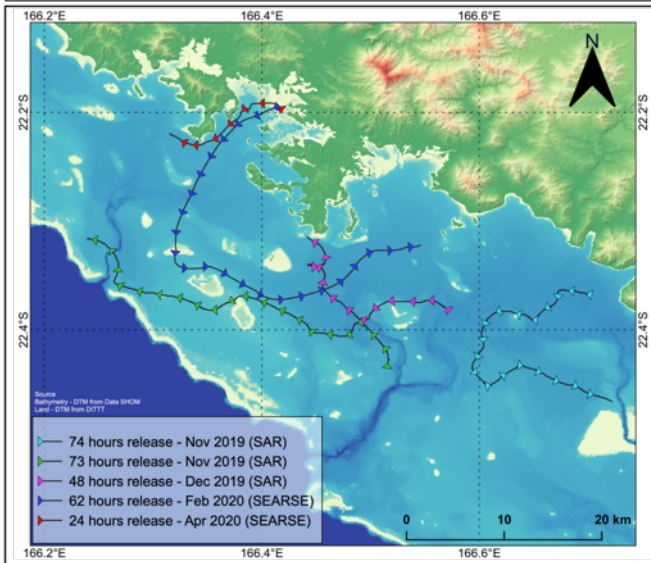 166.2°E 166.4°E 166.6°E
N
22.2°S 22.2°S
22.4°S 22.4°S
Source
Bathymetry - DTM from Data SHOM
Land - DTM from DITTT
74 hours release - Nov 2019 (SAR)
73 hours release - Nov 2019 (SAR)
48 hours release - Dec 2019 (SAR)
62 hours release - Feb 2020 (SEARSE)
24 hours release - Apr 2020 (SEARSE)
0 10 20 km
166.2°E 166.4°E 166.6°E